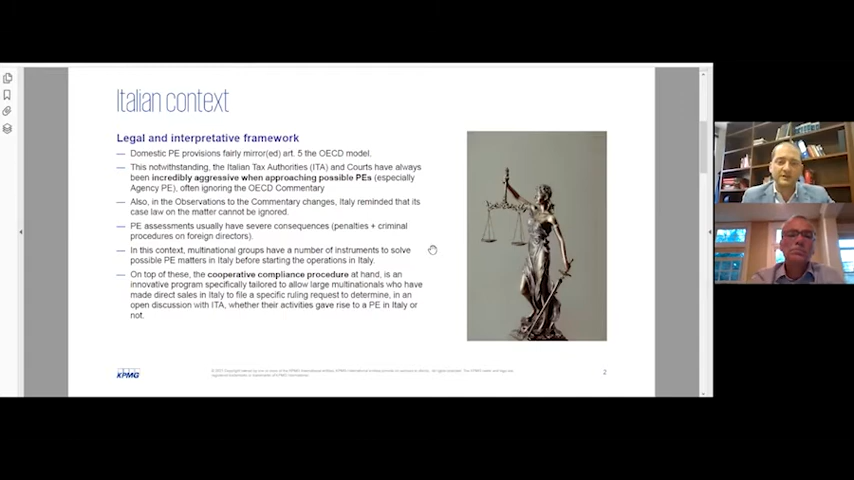 Italian context
Legal and interpretative framework
— Domestic PE provisions fairly mirror(ed) art. 5 the OECD model.
— This notwithstanding, the Italian Tax Authorities (ITA) and Courts have always
been incredibly aggressive when approaching possible PEs (especially
Agency PE), often ignoring the OECD Commentary
— Also, in the Observations to the Commentary changes, Italy reminded that its
case law on the matter cannot be ignored.
— PE assessments usually have severe consequences (penalties + criminal
procedures on foreign directors).
— In this context, multinational groups have a number of instruments to solve
possible PE matters in Italy before starting the operations in Italy.
— On top of these, the cooperative compliance procedure at hand, is an
innovative program specifically tailored to allow large multinationals who have
made direct sales in Italy to file a specific ruling request to determine, in an
open discussion with ITA, whether their activities gave rise to a PE in Italy or
not.
KPMG
2